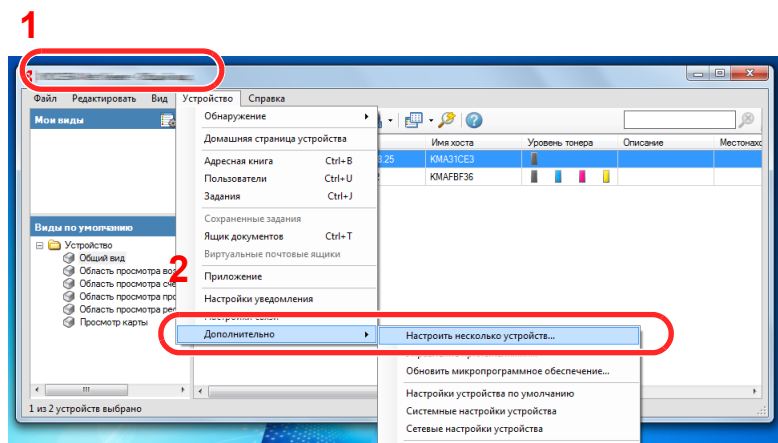 1
Файл Редактировать Вид Устройство Справка
Мои виды
Обнаружение
Домашняя страница устройства
Адресная книга Ctrl+B
Пользователи Ctrl+U
Задания Ctrl+J
Сохраненные задания
Ящик документов Ctrl+T
Виртуальные почтовые ящики
Приложение
Настройки уведомления
Дополнительно
Имя хоста Уровень тонера Описание
KMA31CE3
KMAFBF36
Виды по умолчанию
Устройство
Общий вид
Область просмотра
Область просмотра
Область просмотра
Область просмотра
Просмотр карты
2
Настроить несколько устройств...
Обновить микропрограммное обеспечение...
Настройки устройства по умолчанию
Системные настройки устройства
Сетевые настройки устройства
1 из 2 устройств выбрано